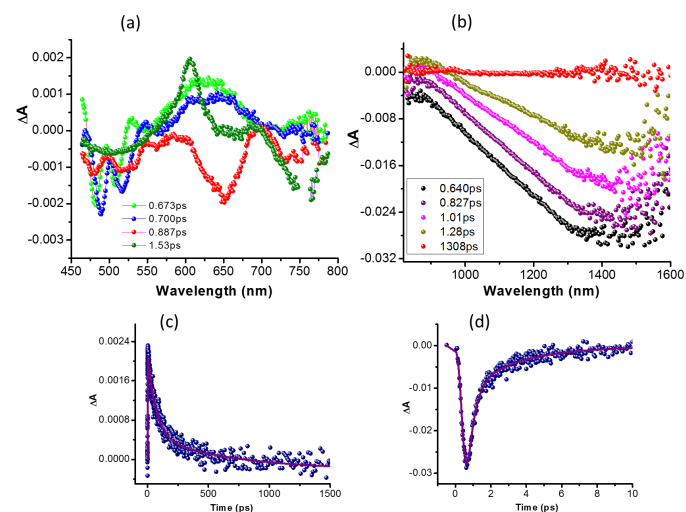 (a)
0.002
0.001
0.000
-0.001
-0.002
-0.003
ΔA
0.673ps
0.700ps
0.887ps
1.53ps
450 500 550 600 650 700 750 800
Wavelength (nm)
(b)
0.000
-0.008
-0.016
-0.024
-0.032
ΔA
0.640ps
0.827ps
1.01ps
1.28ps
1308ps
1000 1200 1400 1600
Wavelength (nm)
(c)
0.0024
0.0018
0.0012
0.0006
0.0000
ΔA
0 500 1000 1500
Time (ps)
(d)
0.00
-0.01
-0.02
-0.03
ΔA
0 2 4 6 8 10
Time (ps)